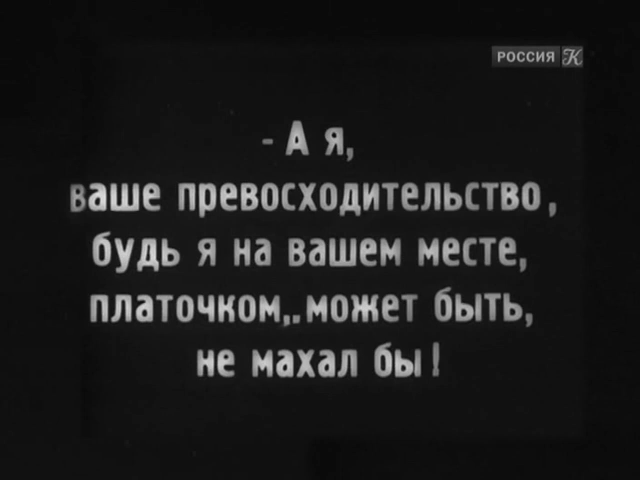 РОССИЯ К
- А я,
ваше превосходительство,
будь я на вашем месте,
платочком,..может быть,
не махал бы!